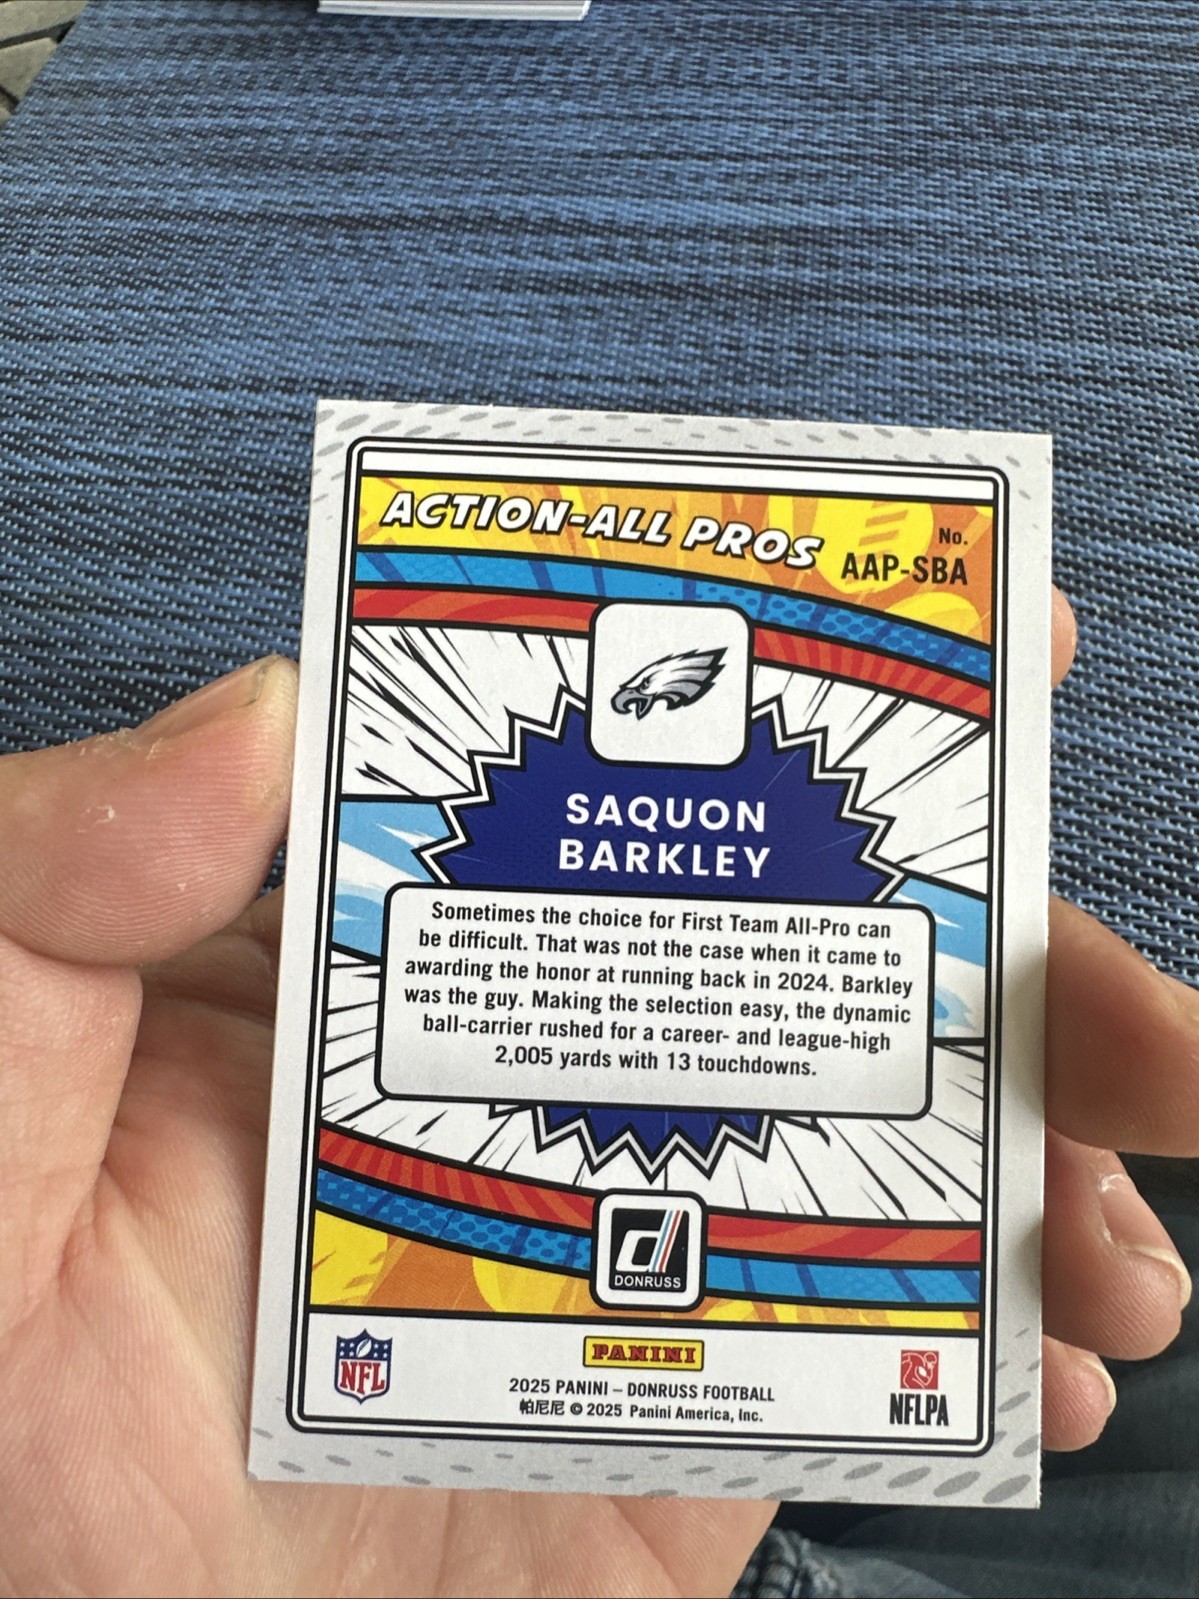 ACTION-ALL PROS
No.
AAP-SBA
SAQUON
BARKLEY
Sometimes the choice for First Team All-Pro can
be difficult. That was not the case when it came to
awarding the honor at running back in 2024. Barkley
was the guy. Making the selection easy, the dynamic
ball-carrier rushed for a career- and league-high
2,005 yards with 13 touchdowns.
d
DONRUSS
NFL
PANINI
2025 PANINI – DONRUSS FOOTBALL
帕尼尼 © 2025 Panini America, Inc.
NFLPA